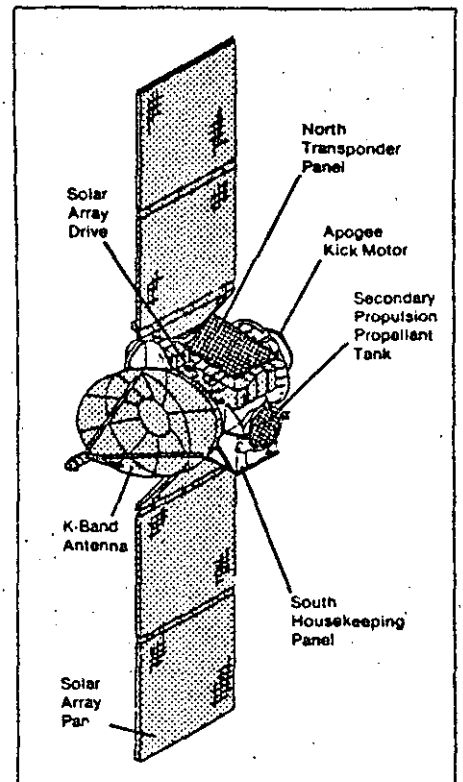 North
Transponder
Panel
Solar
Array
Drive
Apogee
Kick Motor
Secondary
Propulsion
Propellant
Tank
K-Band
Antenna
South
Housekeeping
Panel
Solar
Array
Pan